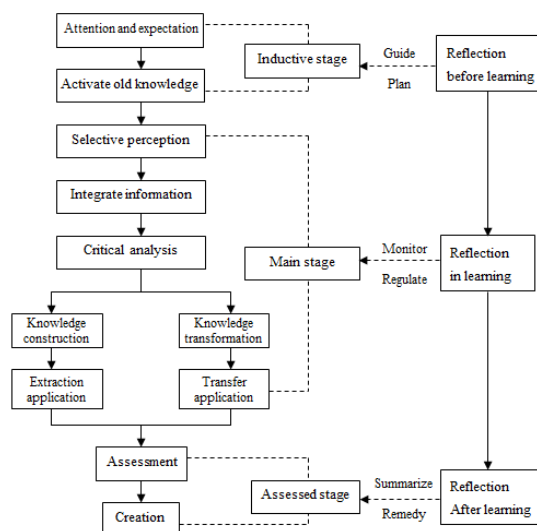 Attention and expectation
Guide
Inductive stage
Reflection
before learning
Plan
Activate old knowledge
Selective perception
Integrate information
Critical analysis
Monitor
Main stage
Reflection
in learning
Regulate
Knowledge
construction
Knowledge
transformation
Extraction
application
Transfer
application
Assessment
Summarize
Assessed stage
Reflection
After learning
Remedy
Creation